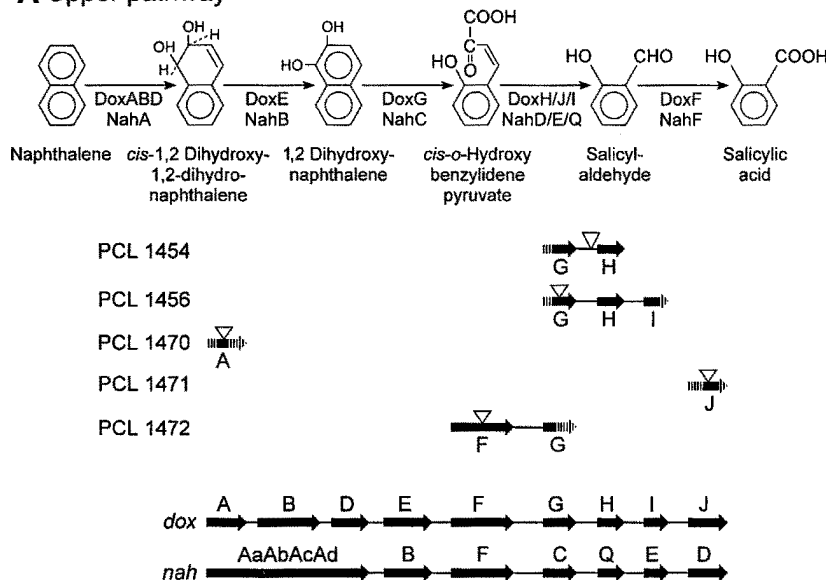 A Upper pathway
OH
OH
H
H
OH
HO
COOH
C
O
HO
HO
CHO
HO
COOH
DoxABD
NahA
DoxE
NahB
DoxG
NahC
DoxH/J/I
NahD/E/Q
DoxF
NahF
Naphthalene
cis-1,2 Dihydroxy-
1,2-dihydro-
naphthalene
1,2 Dihydroxy-
naphthalene
cis-o-Hydroxy
benzylidene
pyruvate
Salicyl-
aldehyde
Salicylic
acid
PCL 1454
G H
PCL 1456
G H I
PCL 1470
A
PCL 1471
J
PCL 1472
F G
A B D E F G H I J
dox
AaAbAcAd B F C Q E D
nah